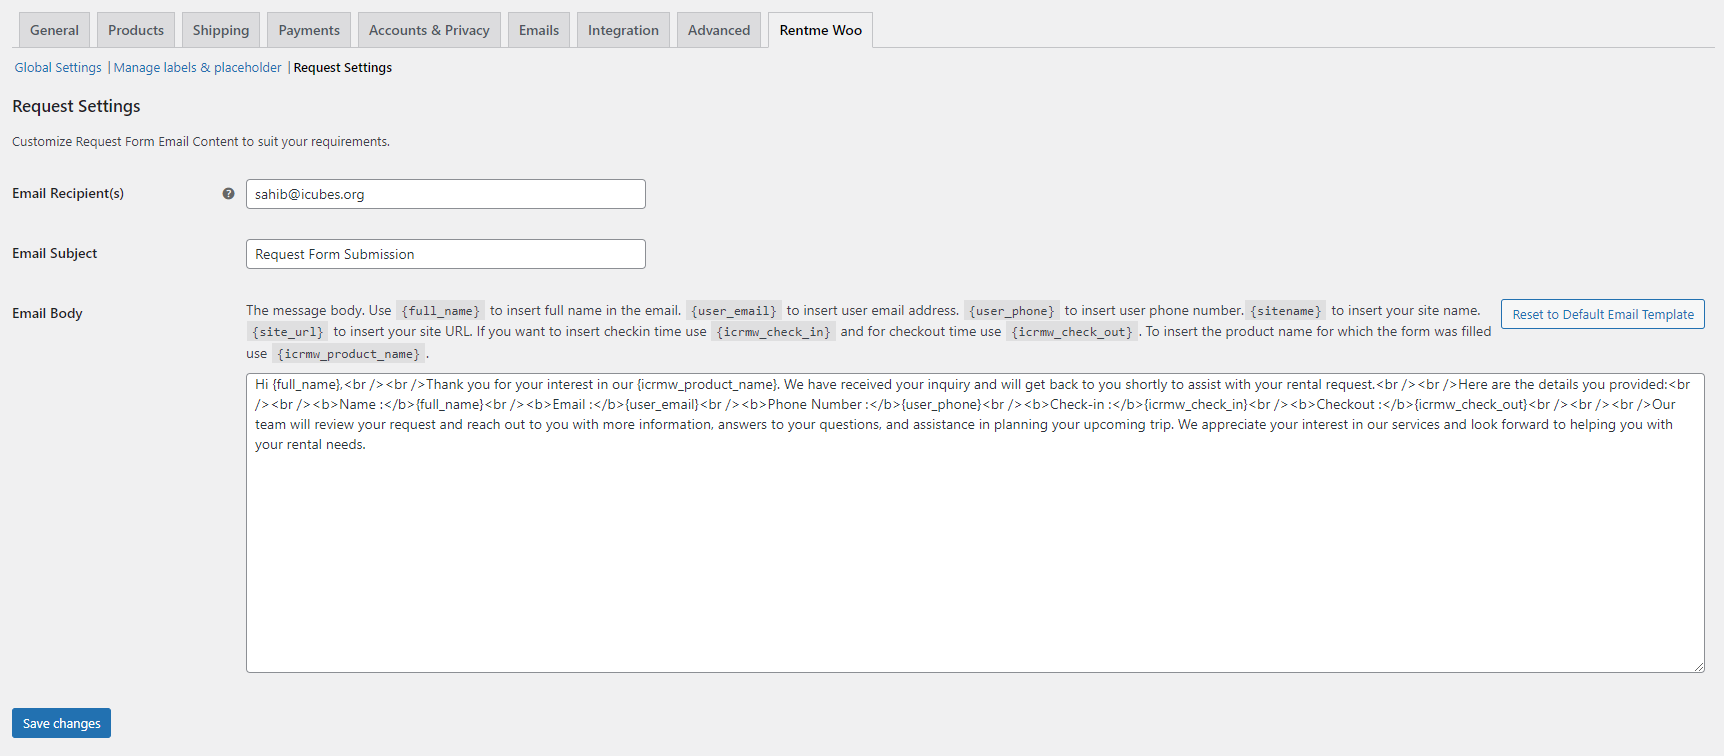 General Products Shipping Payments Accounts & Privacy Emails Integration Advanced Rentme Woo
Global Settings | Manage labels & placeholder | Request Settings
Request Settings
Customize Request Form Email Content to suit your requirements.
Email Recipient(s) ? sahib@icubes.org
Email Subject Request Form Submission
Email Body
The message body. Use {full_name} to insert full name in the email. {user_email} to insert user email address. {user_phone} to insert user phone number. {sitename} to insert your site name.
{site_url} to insert your site URL. If you want to insert checkin time use {icrmw_check_in} and for checkout time use {icrmw_check_out} . To insert the product name for which the form was filled
use {icrmw_product_name} .
Reset to Default Email Template
Hi {full_name},<br /><br />Thank you for your interest in our {icrmw_product_name}. We have received your inquiry and will get back to you shortly to assist with your rental request.<br /><br />Here are the details you provided:<br
/><br /><b>Name :</b>{full_name}<br /><b>Email :</b>{user_email}<br /><b>Phone Number :</b>{user_phone}<br /><b>Check-in :</b>{icrmw_check_in}<br /><b>Checkout :</b>{icrmw_check_out}<br /><br /><br />Our
team will review your request and reach out to you with more information, answers to your questions, and assistance in planning your upcoming trip. We appreciate your interest in our services and look forward to helping you with
your rental needs.
Save changes